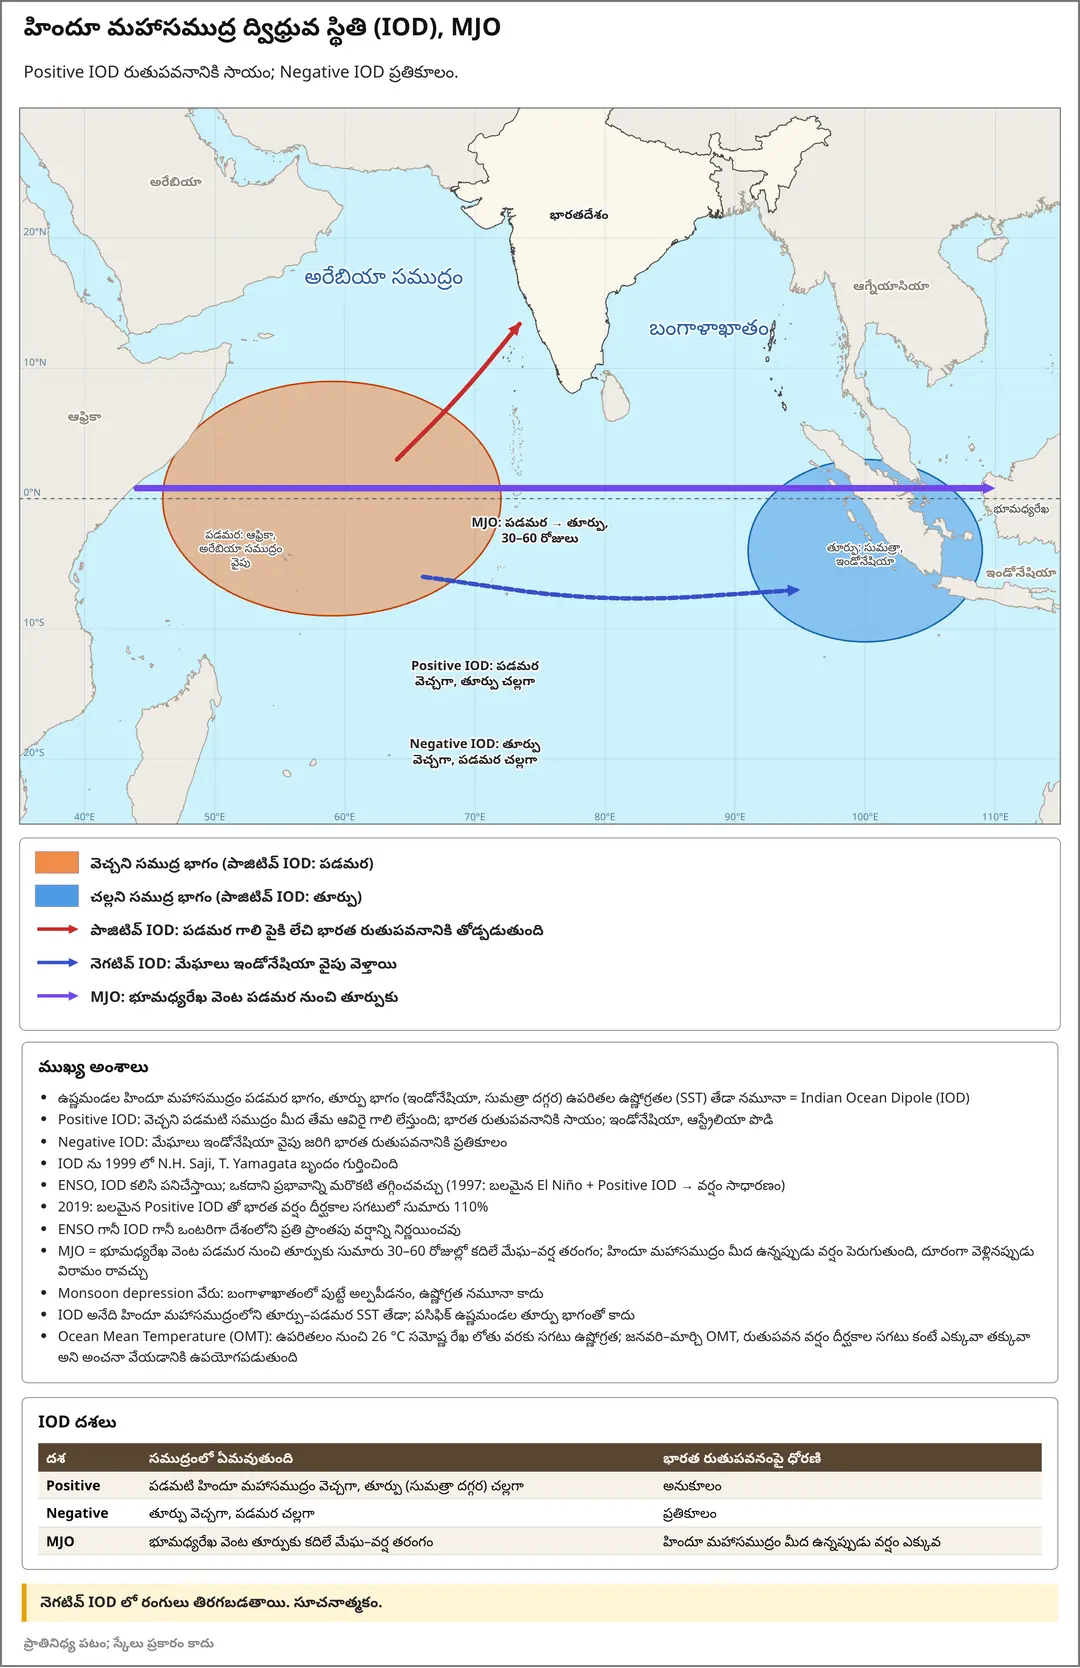 హిందూ మహాసముద్ర ద్విధ్రువ స్థితి (IOD), MJO
Positive IOD రుతుపవనానికి సాయం; Negative IOD ప్రతికూలం.
అరేబియా
భారతదేశం
20°N
అరేబియా సముద్రం
ఆగ్నేయాసియా
బంగాళాఖాతం
10°N
ఆఫ్రికా
0°N
భూమధ్యరేఖ
MJO: పడమర → తూర్పు,
30–60 రోజులు
పడమర: ఆఫ్రికా,
అరేబియా సముద్రం
వైపు
తూర్పు: సుమత్రా,
ఇండోనేషియా
ఇండోనేషియా
10°S
Positive IOD: పడమర
వెచ్చగా, తూర్పు చల్లగా
Negative IOD: తూర్పు
వెచ్చగా, పడమర చల్లగా
20°S
40°E 50°E 60°E 70°E 80°E 90°E 100°E 110°E
వెచ్చని సముద్ర భాగం (పాజిటివ్ IOD: పడమర)
చల్లని సముద్ర భాగం (పాజిటివ్ IOD: తూర్పు)
పాజిటివ్ IOD: పడమర గాలి పైకి లేచి భారత రుతుపవనానికి తోడ్పడుతుంది
నెగటివ్ IOD: మేఘాలు ఇండోనేషియా వైపు వెళ్తాయి
MJO: భూమధ్యరేఖ వెంట పడమర నుంచి తూర్పుకు
ముఖ్య అంశాలు
• ఉష్ణమండల హిందూ మహాసముద్రం పడమర భాగం, తూర్పు భాగం (ఇండోనేషియా, సుమత్రా దగ్గర) ఉపరితల ఉష్ణోగ్రతల (SST) తేడా నమూనా = Indian Ocean Dipole (IOD)
• Positive IOD: వెచ్చని పడమటి సముద్రం మీద తేమ ఆవిరై గాలి లేస్తుంది; భారత రుతుపవనానికి సాయం; ఇండోనేషియా, ఆస్ట్రేలియా పొడి
• Negative IOD: మేఘాలు ఇండోనేషియా వైపు జరిగి భారత రుతుపవనానికి ప్రతికూలం
• IOD ను 1999 లో N.H. Saji, T. Yamagata బృందం గుర్తించింది
• ENSO, IOD కలిసి పనిచేస్తాయి; ఒకదాని ప్రభావాన్ని మరొకటి తగ్గించవచ్చు (1997: బలమైన El Niño + Positive IOD → వర్షం సాధారణం)
• 2019: బలమైన Positive IOD తో భారత వర్షం దీర్ఘకాల సగటులో సుమారు 110%
• ENSO గానీ IOD గానీ ఒంటరిగా దేశంలోని ప్రతి ప్రాంతపు వర్షాన్ని నిర్ణయించవు
• MJO = భూమధ్యరేఖ వెంట పడమర నుంచి తూర్పుకు సుమారు 30–60 రోజుల్లో కదిలే మేఘ–వర్ష తరంగం; హిందూ మహాసముద్రం మీద ఉన్నప్పుడు వర్షం పెరుగుతుంది, దూరంగా వెళ్లినప్పుడు
విరామం రావచ్చు
• Monsoon depression వేరు: బంగాళాఖాతంలో పుట్టే అల్పపీడనం, ఉష్ణోగ్రత నమూనా కాదు
• IOD అనేది హిందూ మహాసముద్రంలోని తూర్పు–పడమర SST తేడా; పసిఫిక్ ఉష్ణమండల తూర్పు భాగంతో కాదు
• Ocean Mean Temperature (OMT): ఉపరితలం నుంచి 26 °C సమోష్ణ రేఖ లోతు వరకు సగటు ఉష్ణోగ్రత; జనవరి–మార్చి OMT, రుతుపవన వర్షం దీర్ఘకాల సగటు కంటే ఎక్కువా తక్కువా
అని అంచనా వేయడానికి ఉపయోగపడుతుంది
IOD దశలు
దశ సముద్రంలో ఏమవుతుంది భారత రుతుపవనంపై ధోరణి
Positive పడమటి హిందూ మహాసముద్రం వెచ్చగా, తూర్పు (సుమత్రా దగ్గర) చల్లగా అనుకూలం
Negative తూర్పు వెచ్చగా, పడమర చల్లగా ప్రతికూలం
MJO భూమధ్యరేఖ వెంట తూర్పుకు కదిలే మేఘ–వర్ష తరంగం హిందూ మహాసముద్రం మీద ఉన్నప్పుడు వర్షం ఎక్కువ
నెగటివ్ IOD లో రంగులు తిరగబడతాయి. సూచనాత్మకం.
ప్రాతినిధ్య పటం; స్కేలు ప్రకారం కాదు